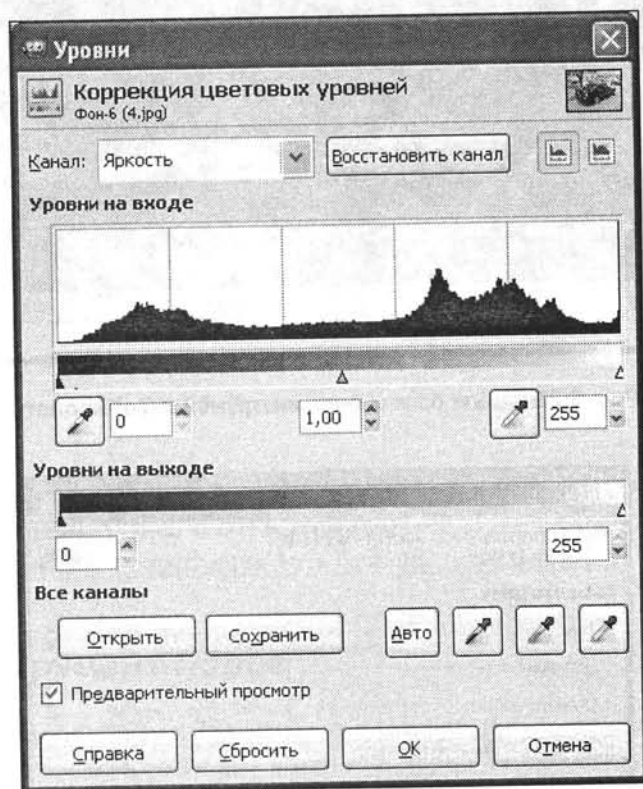 Уровни
Коррекция цветовых уровней
Фон-6 (4.jpg)
Канал: Яркость Восстановить канал
Уровни на входе
0 1,00 255
Уровни на выходе
0 255
Все каналы
Открыть Сохранить Авто
Предварительный просмотр
Справка Сбросить OK Отмена